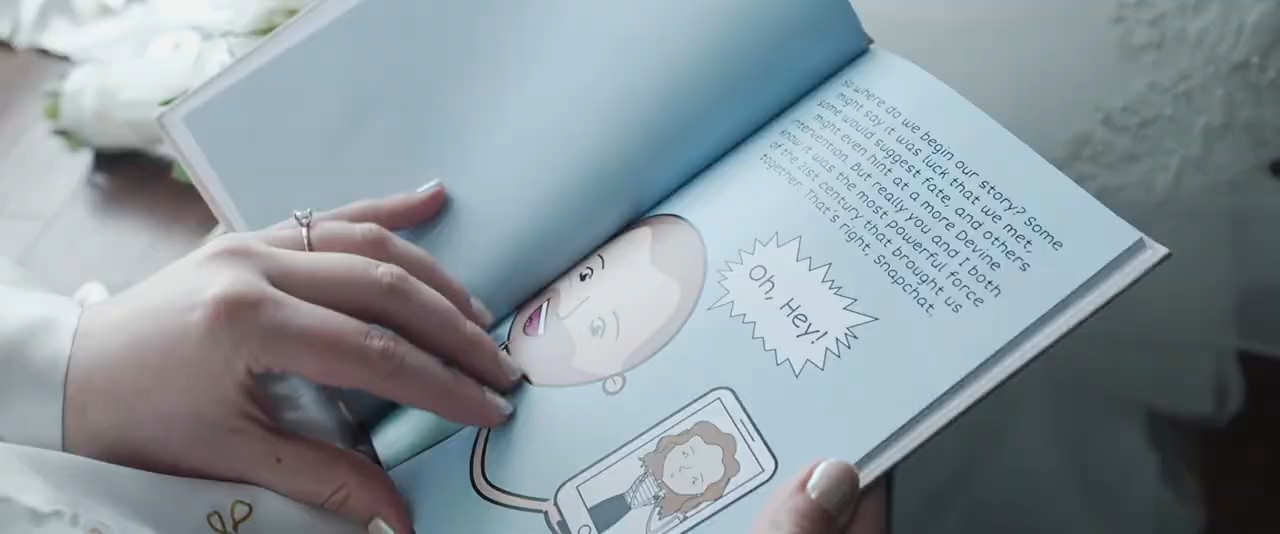 So where do we begin our story? Some
might say it was luck that we met,
some would suggest fate, and others
might even hint at a more Devine
intervention. But really you and I both
know it was the most powerful force
of the 21st century that brought us
together. That's right, Snapchat.
Oh, Hey!